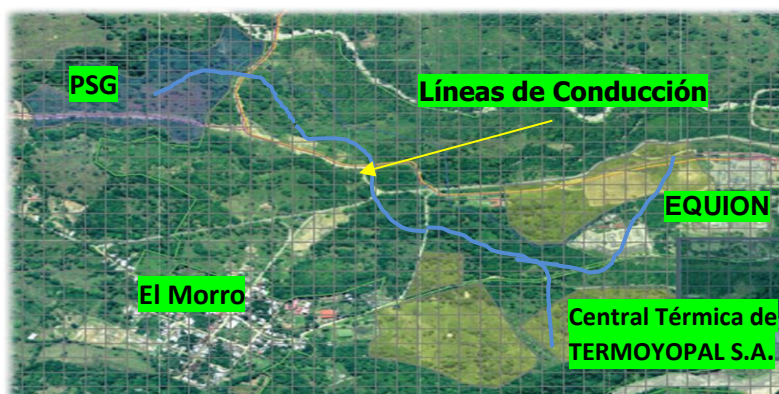 PSG
Líneas de Conducción
EQUION
El Morro
Central Térmica de
TERMOYOPAL S.A.